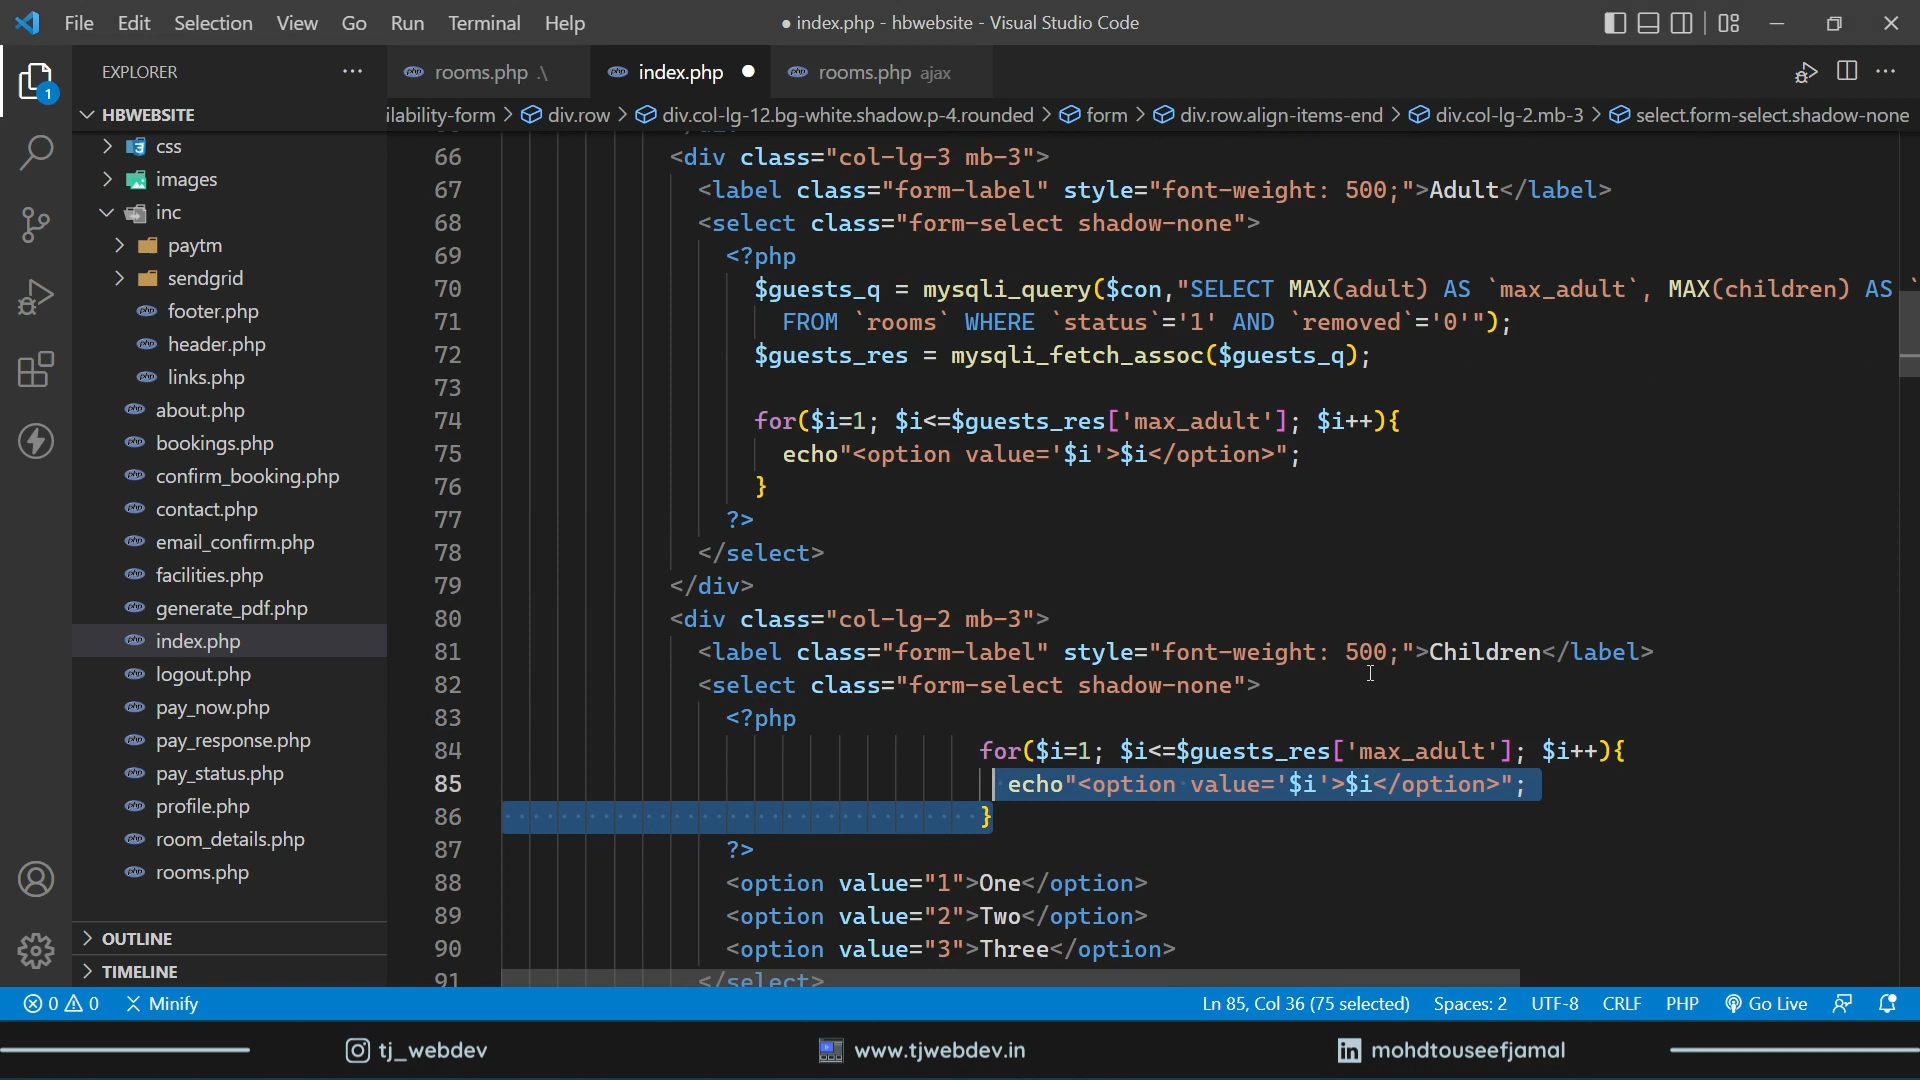 File Edit Selection View Go Run Terminal Help
● index.php - hbwebsite - Visual Studio Code
EXPLORER
rooms.php .\
index.php
rooms.php ajax
HBWEBSITE
ilability-form > div.row > div.col-lg-12.bg-white.shadow.p-4.rounded > form > div.row.align-items-end > div.col-lg-2.mb-3 > select.form-select.shadow-none
css
images
inc
paytm
sendgrid
footer.php
header.php
links.php
about.php
bookings.php
confirm_booking.php
contact.php
email_confirm.php
facilities.php
generate_pdf.php
index.php
logout.php
pay_now.php
pay_response.php
pay_status.php
profile.php
room_details.php
rooms.php
OUTLINE
TIMELINE
1
66 <div class="col-lg-3 mb-3">
67 <label class="form-label" style="font-weight: 500;">Adult</label>
68 <select class="form-select shadow-none">
69 <?php
70 $guests_q = mysqli_query($con,"SELECT MAX(adult) AS `max_adult`, MAX(children) AS `
71 FROM `rooms` WHERE `status`='1' AND `removed`='0'");
72 $guests_res = mysqli_fetch_assoc($guests_q);
73
74 for($i=1; $i<=$guests_res['max_adult']; $i++){
75 echo"<option value='$i'>$i</option>";
76 }
77 ?>
78 </select>
79 </div>
80 <div class="col-lg-2 mb-3">
81 <label class="form-label" style="font-weight: 500;">Children</label>
82 <select class="form-select shadow-none">
83 <?php
84 for($i=1; $i<=$guests_res['max_adult']; $i++){
85 echo"<option value='$i'>$i</option>";
86 }
87 ?>
88 <option value="1">One</option>
89 <option value="2">Two</option>
90 <option value="3">Three</option>
91 </select>
0 0 Minify
Ln 85, Col 36 (75 selected) Spaces: 2 UTF-8 CRLF PHP Go Live
tj_webdev
www.tjwebdev.in
mohdtouseefjamal